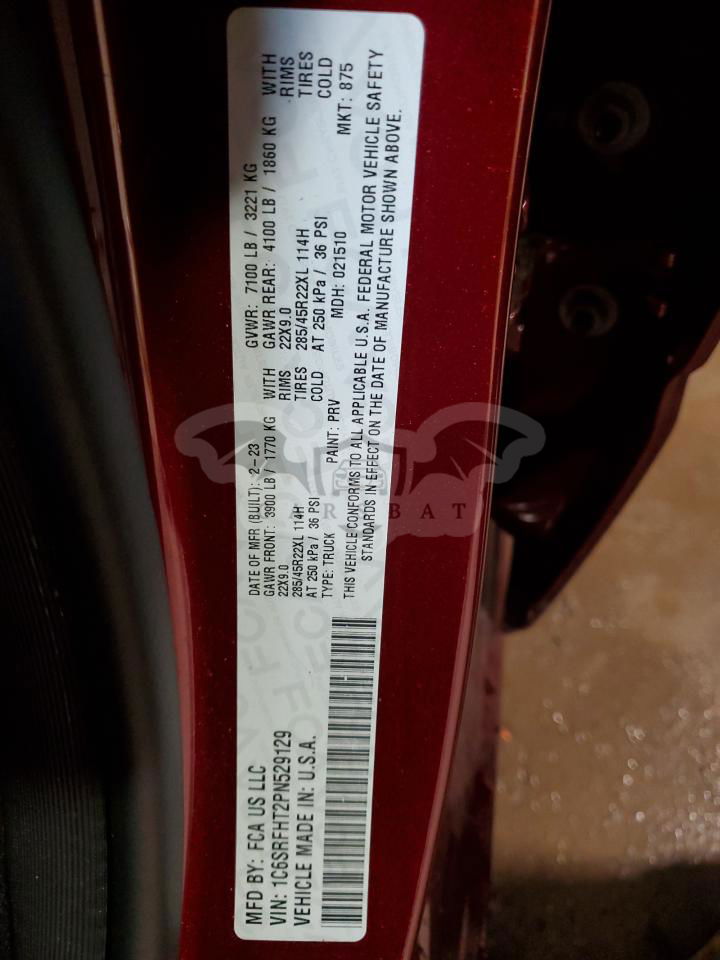 MFD BY: FCA US LLC
DATE OF MFR (BUILT): 2-23 GVWR: 7100 LB / 3221 KG
GAWR FRONT: 3900 LB / 1770 KG WITH GAWR REAR: 4100 LB / 1860 KG WITH
22X9.0 RIMS 22X9.0 RIMS
285/45R22XL 114H TIRES 285/45R22XL 114H TIRES
AT 250 kPa / 36 PSI COLD AT 250 kPa / 36 PSI COLD
VIN: 1C6SRFHT2PN529129
TYPE: TRUCK PAINT: PRV MDH: 021510 MKT: 875
VEHICLE MADE IN: U.S.A.
THIS VEHICLE CONFORMS TO ALL APPLICABLE U.S.A. FEDERAL MOTOR VEHICLE SAFETY
STANDARDS IN EFFECT ON THE DATE OF MANUFACTURE SHOWN ABOVE.